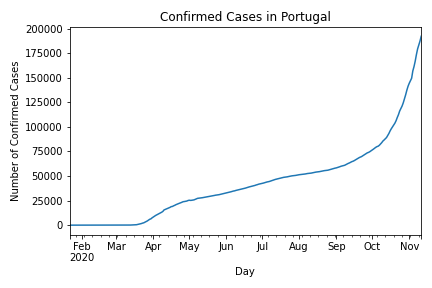 Confirmed Cases in Portugal
200000
175000
150000
125000
100000
75000
50000
25000
0
Number of Confirmed Cases
Feb Mar Apr May Jun Jul Aug Sep Oct Nov
2020
Day